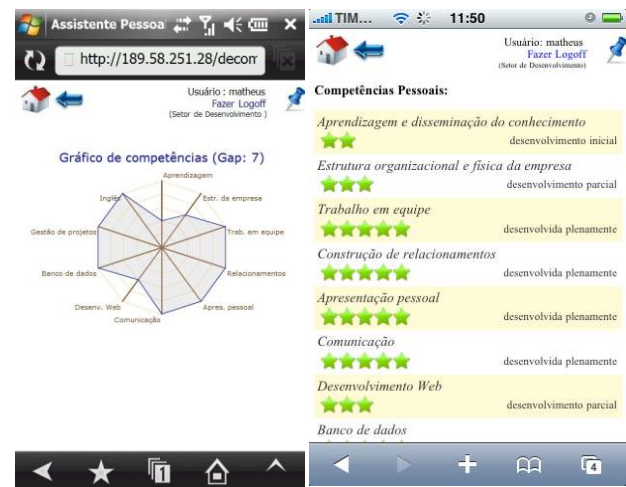 Assistente Pessoa
http://189.58.251.28/decorr
Usuário : matheus
Fazer Logoff
(Setor de Desenvolvimento )
Gráfico de competências (Gap: 7)
Aprendizagem
Inglês
Estr. da empresa
Gestão de projetos
Trab. em equipe
Banco de dados
Relacionamentos
Desenv. Web
Apres. pessoal
Comunicação
1
TIM...
11:50
Usuário: matheus
Fazer Logoff
(Setor de Desenvolvimento)
Competências Pessoais:
Aprendizagem e disseminação do conhecimento
desenvolvimento inicial
Estrutura organizacional e física da empresa
desenvolvimento parcial
Trabalho em equipe
desenvolvida plenamente
Construção de relacionamentos
desenvolvida plenamente
Apresentação pessoal
desenvolvida plenamente
Comunicação
desenvolvida plenamente
Desenvolvimento Web
desenvolvimento parcial
Banco de dados
4